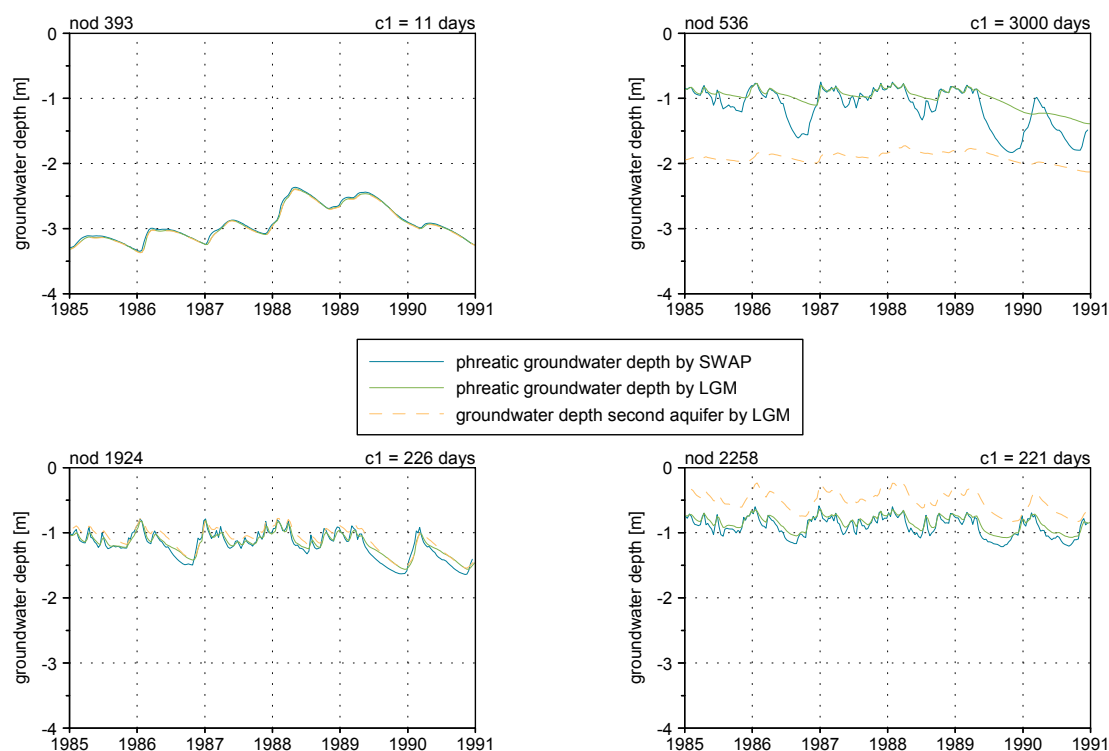 nod 393 c1 = 11 days
groundwater depth [m]
0
-1
-2
-3
-4
1985 1986 1987 1988 1989 1990 1991
nod 536 c1 = 3000 days
groundwater depth [m]
0
-1
-2
-3
-4
1985 1986 1987 1988 1989 1990 1991
phreatic groundwater depth by SWAP
phreatic groundwater depth by LGM
groundwater depth second aquifer by LGM
nod 1924 c1 = 226 days
groundwater depth [m]
0
-1
-2
-3
-4
1985 1986 1987 1988 1989 1990 1991
nod 2258 c1 = 221 days
groundwater depth [m]
0
-1
-2
-3
-4
1985 1986 1987 1988 1989 1990 1991